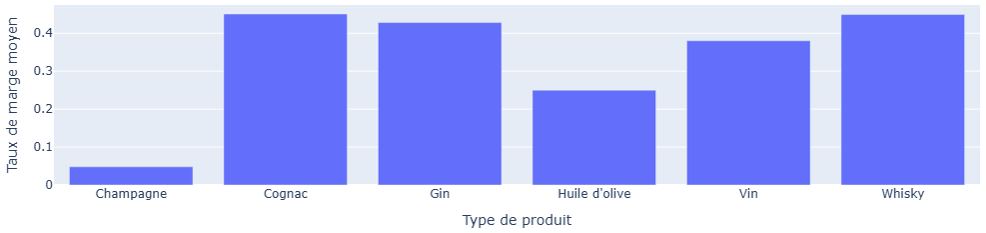 Taux de marge moyen
0.4
0.3
0.2
0.1
0
Champagne Cognac Gin Huile d'olive Vin Whisky
Type de produit